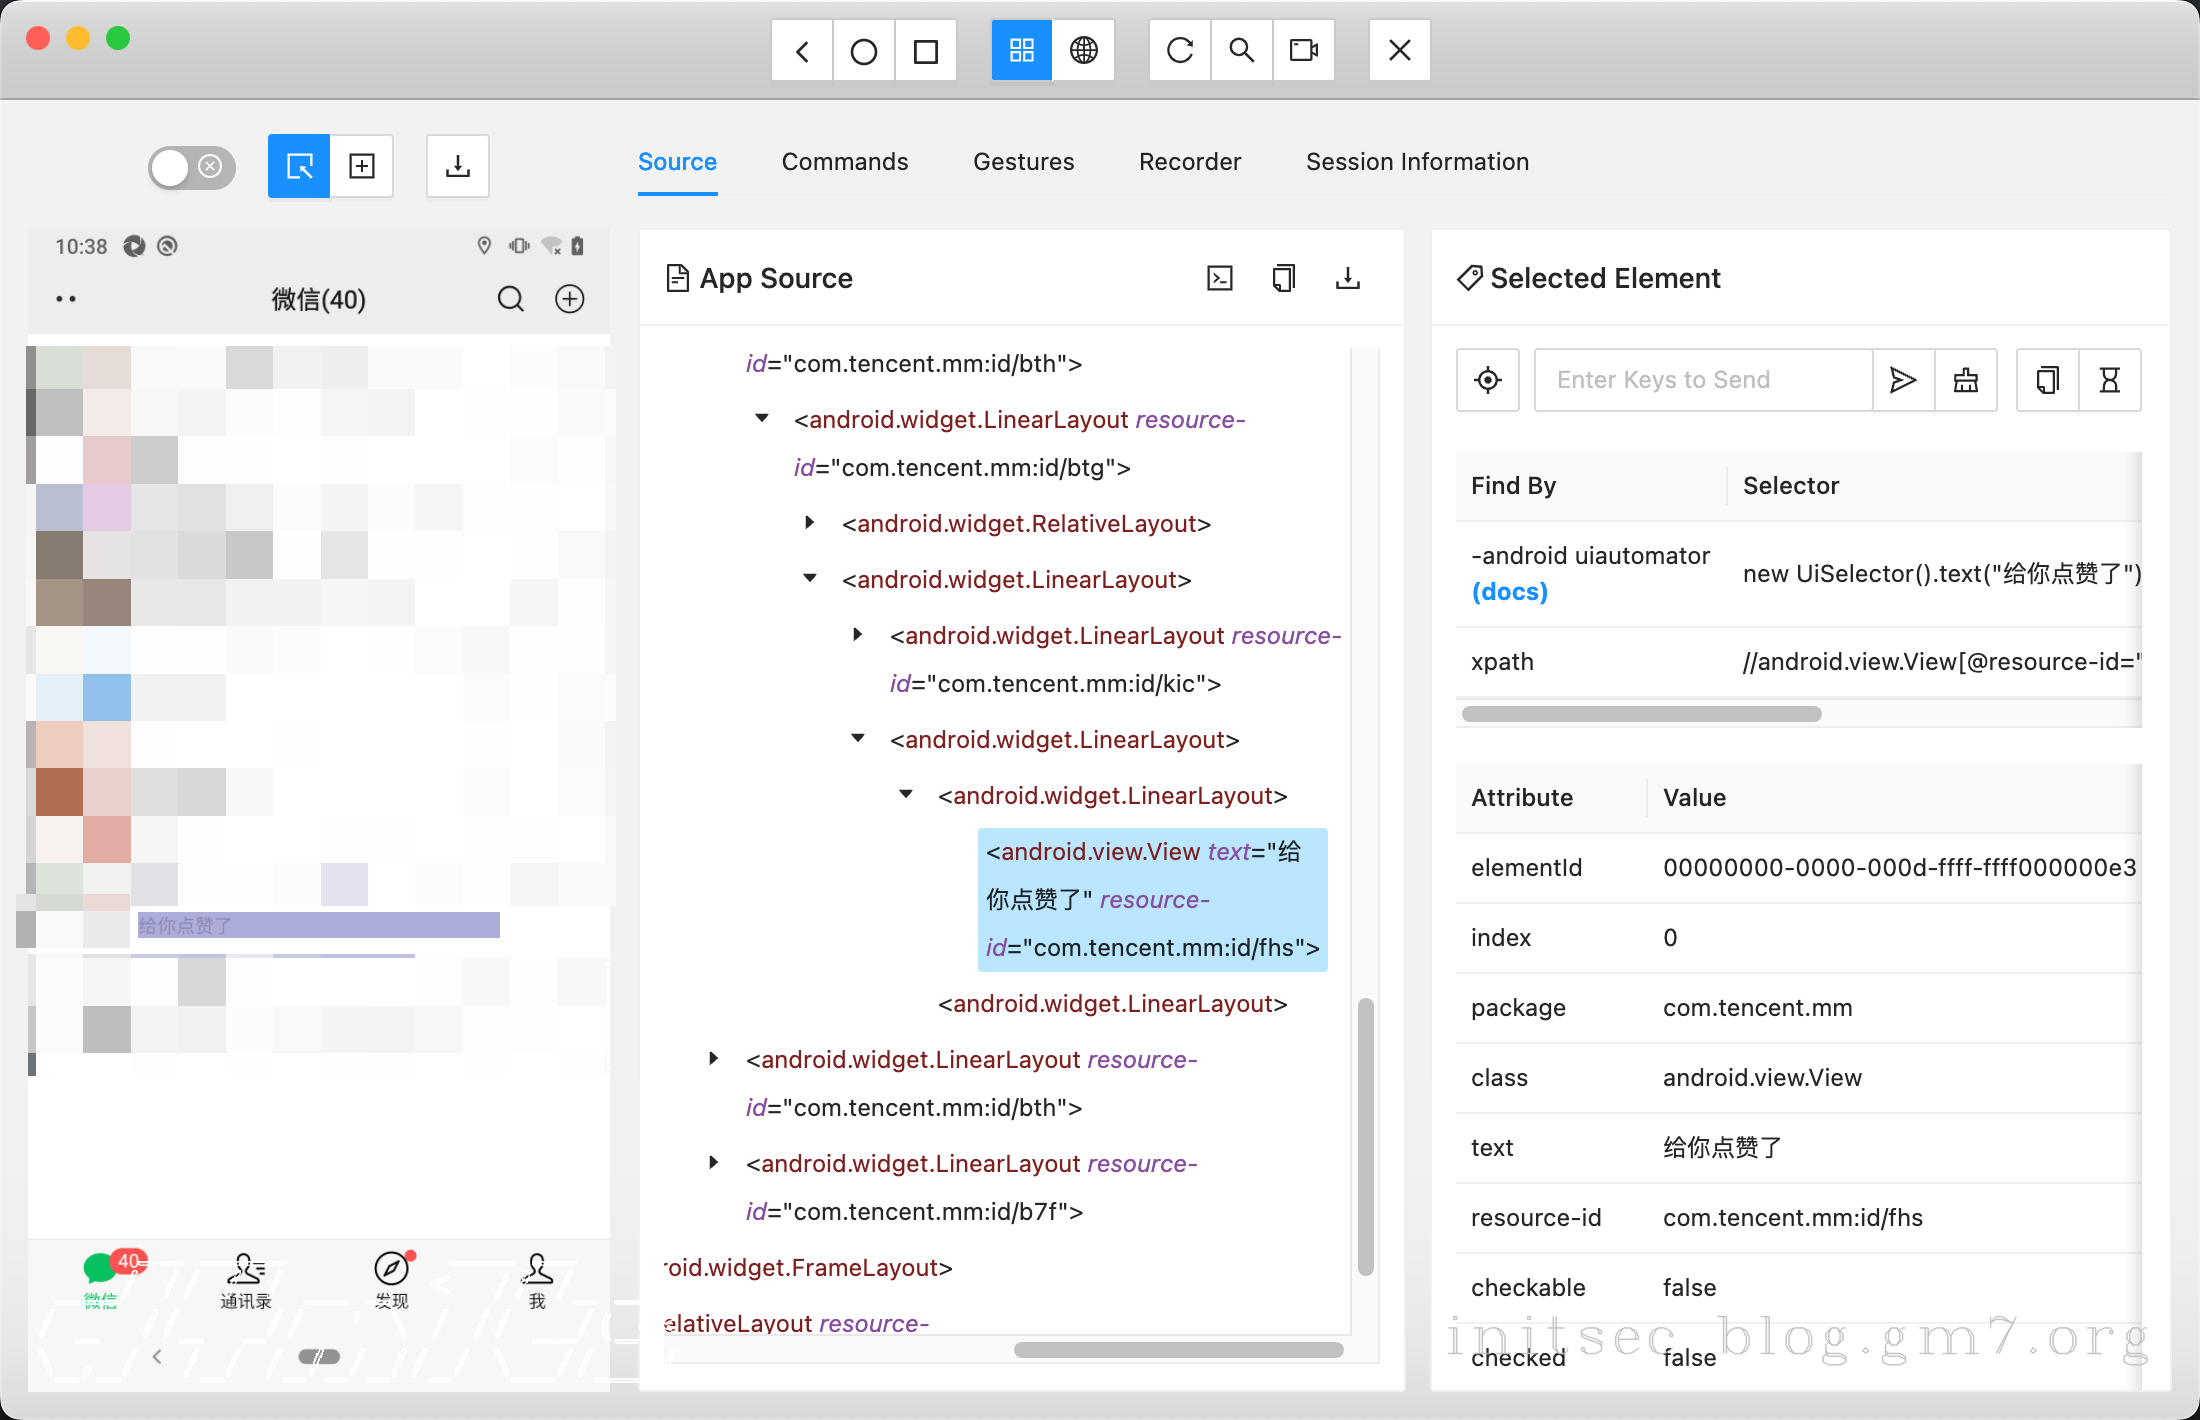 Source
Commands
Gestures
Recorder
Session Information
10:38
微信(40)
给你点赞了
40
微信
通讯录
发现
我
App Source
id="com.tencent.mm:id/bth">
<android.widget.LinearLayout resource-
id="com.tencent.mm:id/btg">
<android.widget.RelativeLayout>
<android.widget.LinearLayout>
<android.widget.LinearLayout resource-
id="com.tencent.mm:id/kic">
<android.widget.LinearLayout>
<android.widget.LinearLayout>
<android.view.View text="给
你点赞了" resource-
id="com.tencent.mm:id/fhs">
<android.widget.LinearLayout>
<android.widget.LinearLayout resource-
id="com.tencent.mm:id/bth">
<android.widget.LinearLayout resource-
id="com.tencent.mm:id/b7f">
roid.widget.FrameLayout>
elativeLayout resource-
Selected Element
Enter Keys to Send
Find By
Selector
-android uiautomator
(docs)
new UiSelector().text("给你点赞了")
xpath
//android.view.View[@resource-id="
Attribute
Value
elementId
00000000-0000-000d-ffff-ffff000000e3
index
0
package
com.tencent.mm
class
android.view.View
text
给你点赞了
resource-id
com.tencent.mm:id/fhs
checkable
false
checked
false
initsec blog.gm7.org